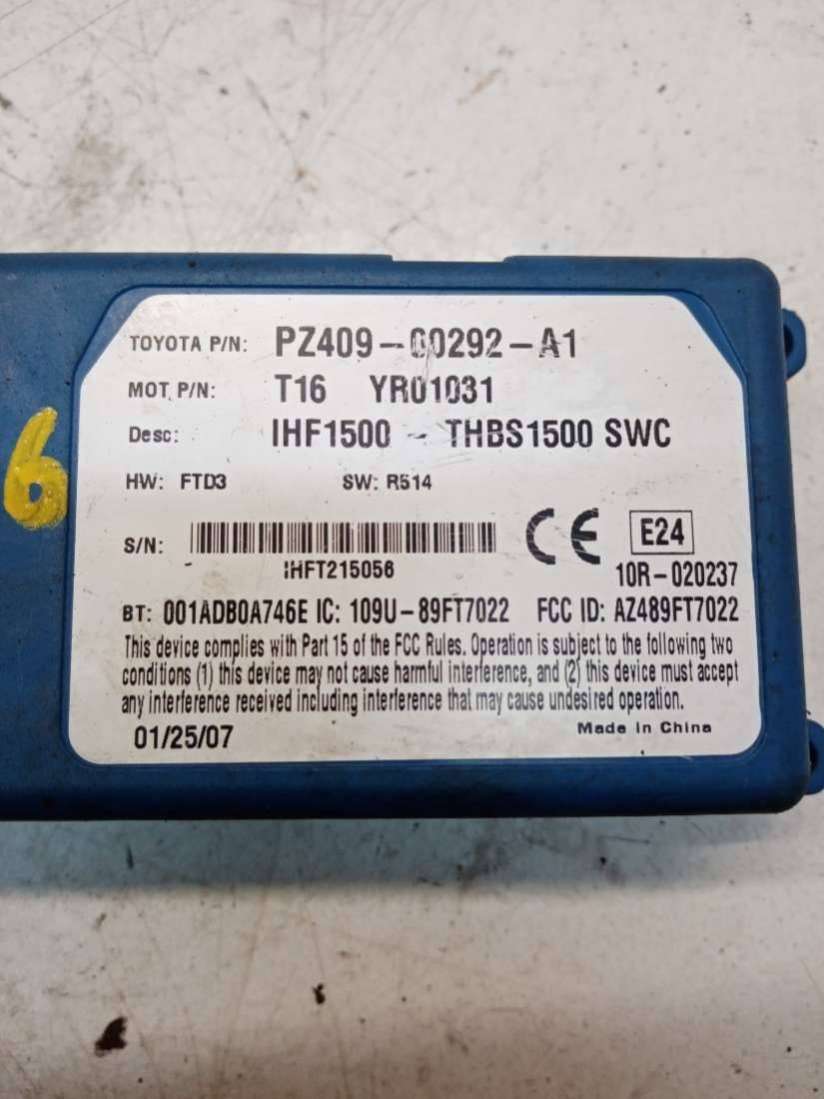 TOYOTA P/N: PZ409-00292-A1
MOT. P/N: T16 YR01031
Desc: IHF1500 - THBS1500 SWC
HW: FTD3 SW: R514
S/N:
IHFT215056
CE E24
10R-020237
BT: 001ADB0A746E IC: 109U-89FT7022 FCC ID: AZ489FT7022
This device complies with Part 15 of the FCC Rules. Operation is subject to the following two
conditions (1) this device may not cause harmful interference, and (2) this device must accept
any interference received including interference that may cause undesired operation.
01/25/07 Made in China
6